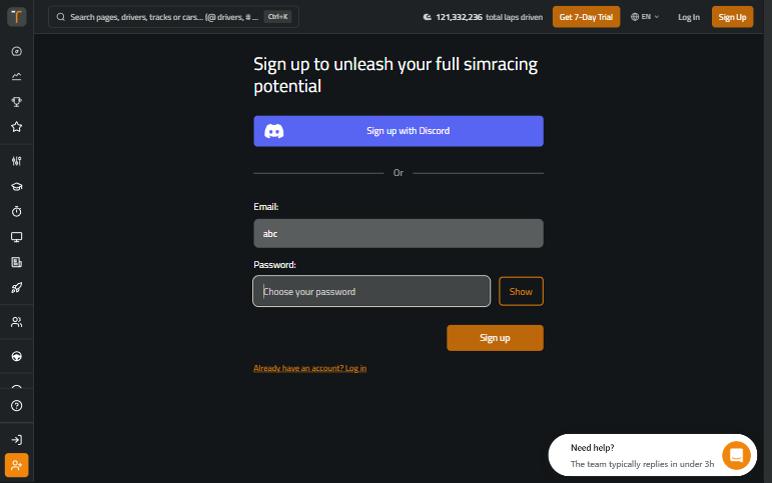 Search pages, drivers, tracks or cars... (@ drivers, # ...
Ctrl+K
121,332,236 total laps driven
Get 7-Day Trial
EN
Log In
Sign Up
Sign up to unleash your full simracing
potential
Sign up with Discord
Or
Email:
abc
Password:
Choose your password
Show
Sign up
Already have an account? Log in
Need help?
The team typically replies in under 3h